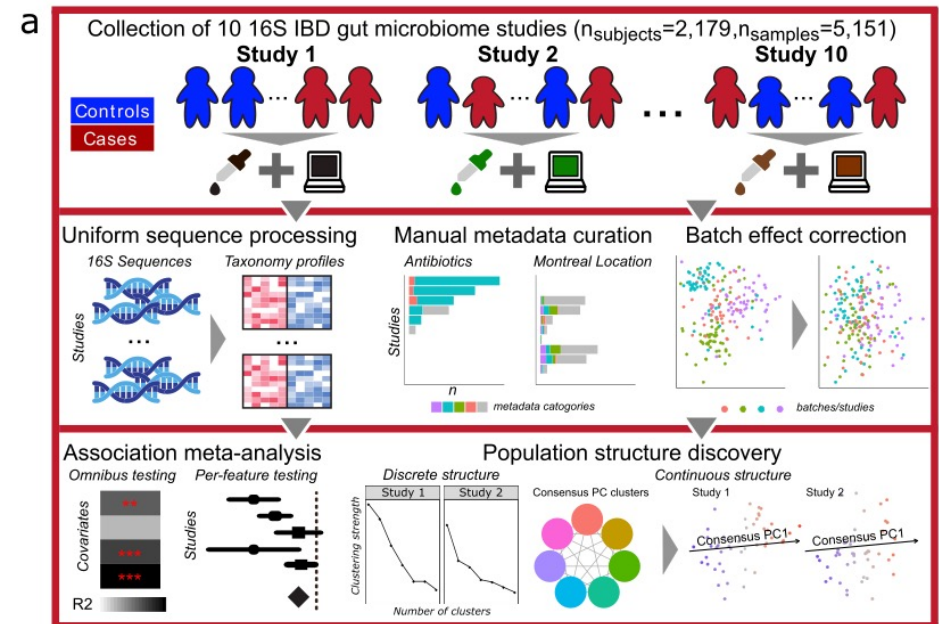 a
Collection of 10 16S IBD gut microbiome studies (nsubjects=2,179,nsamples=5,151)
Study 1
Study 2
Study 10
Controls
Cases
...
...
...
...
Uniform sequence processing
16S Sequences
Taxonomy profiles
Studies
...
...
Manual metadata curation
Antibiotics
Montreal Location
Studies
n
metadata catogories
Batch effect correction
batches/studies
Association meta-analysis
Omnibus testing
Per-feature testing
Covariates
**
***
***
R2
Studies
Population structure discovery
Discrete structure
Study 1
Study 2
Clustering strength
Number of clusters
Consensus PC clusters
Continuous structure
Study 1
Study 2
Consensus PC1
Consensus PC1